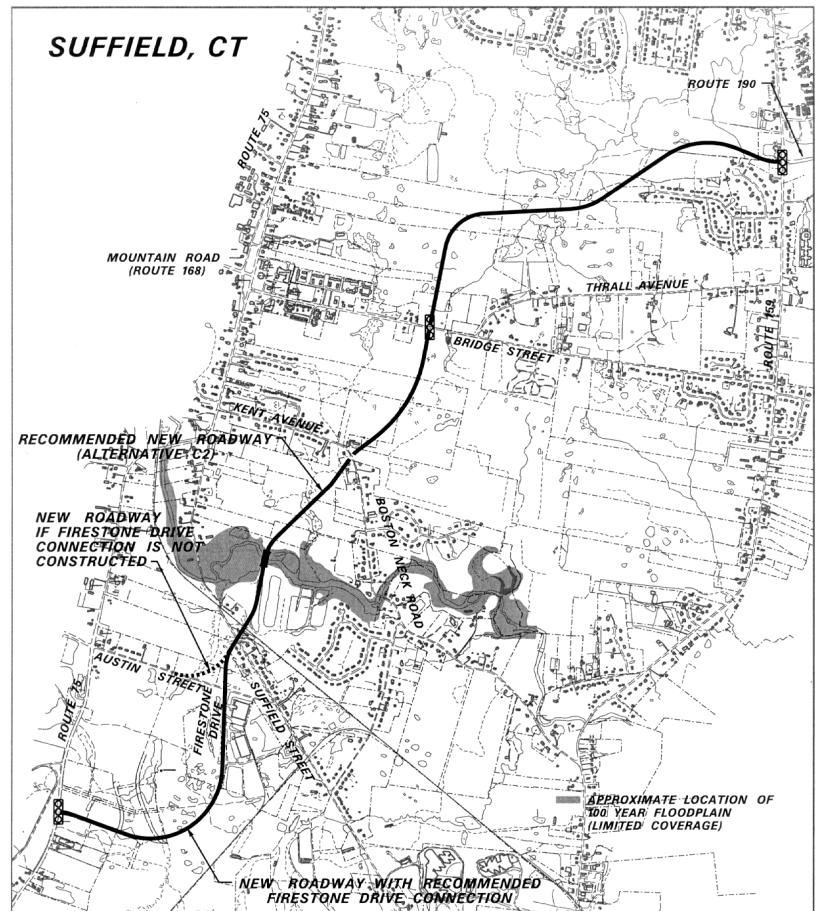 SUFFIELD, CT
ROUTE 190
ROUTE 75
MOUNTAIN ROAD
(ROUTE 168)
THRALL AVENUE
ROUTE 159
BRIDGE STREET
KENT AVENUE
RECOMMENDED NEW ROADWAY
(ALTERNATIVE C2)
NEW ROADWAY
IF FIRESTONE DRIVE
CONNECTION IS NOT
CONSTRUCTED
BOSTON NECK ROAD
AUSTIN STREET
SUFFIELD STREET
FIRESTONE
DRIVE
ROUTE 75
APPROXIMATE LOCATION OF
100 YEAR FLOODPLAIN
(LIMITED COVERAGE)
NEW ROADWAY WITH RECOMMENDED
FIRESTONE DRIVE CONNECTION